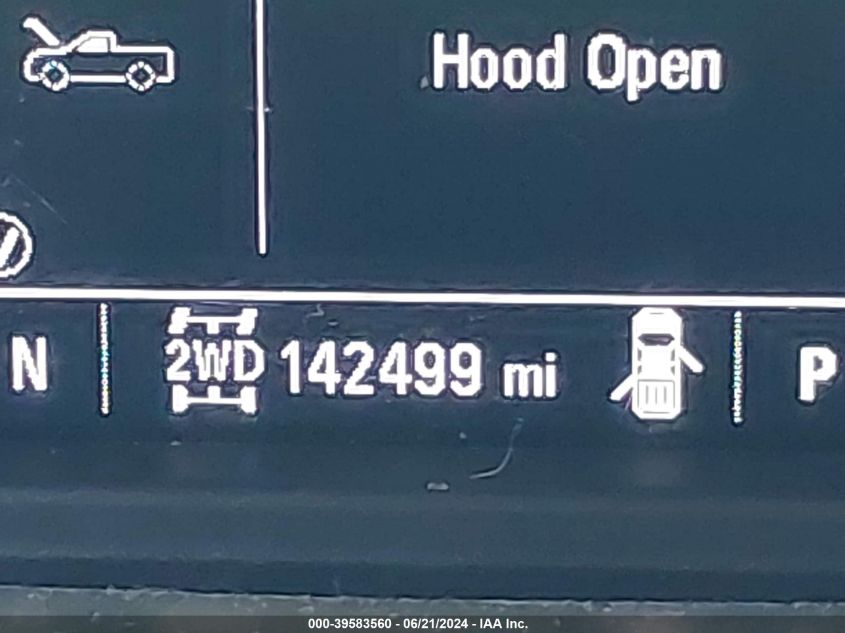 Hood Open
N 2WD 142499 mi P
000-39583560 - 06/21/2024 - IAA Inc.